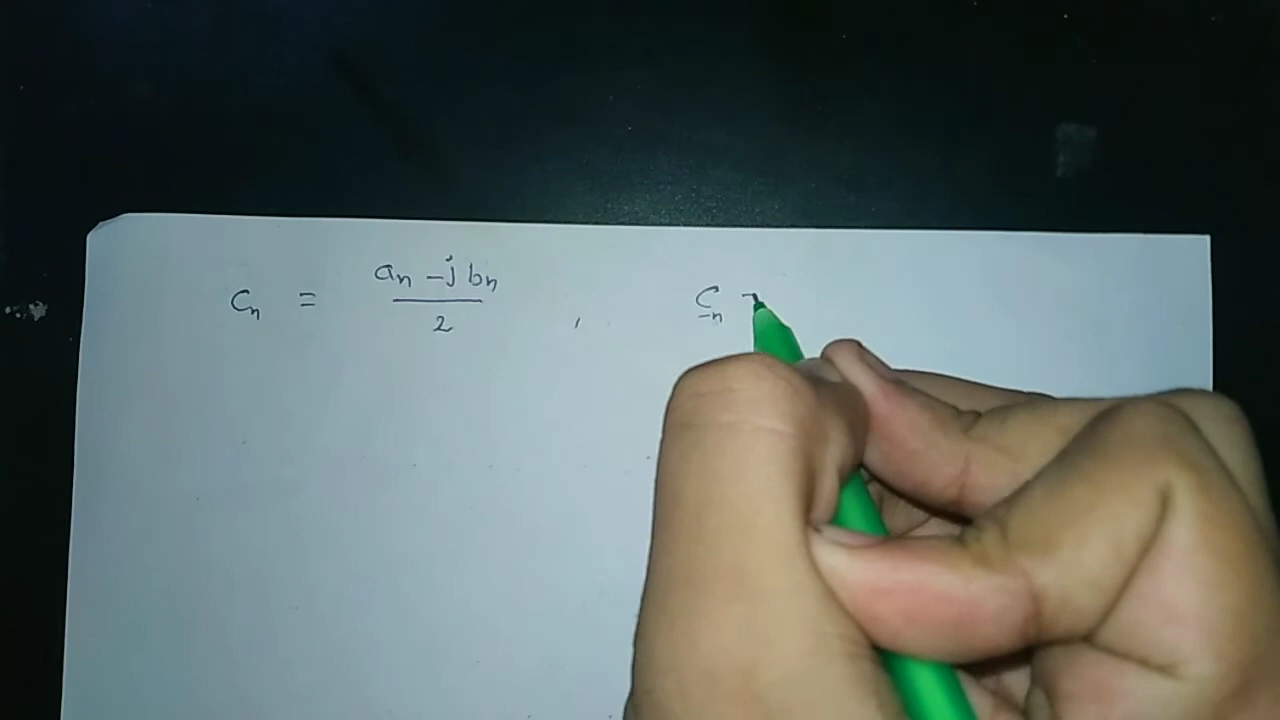 Cn = an - j bn / 2 , C-n =